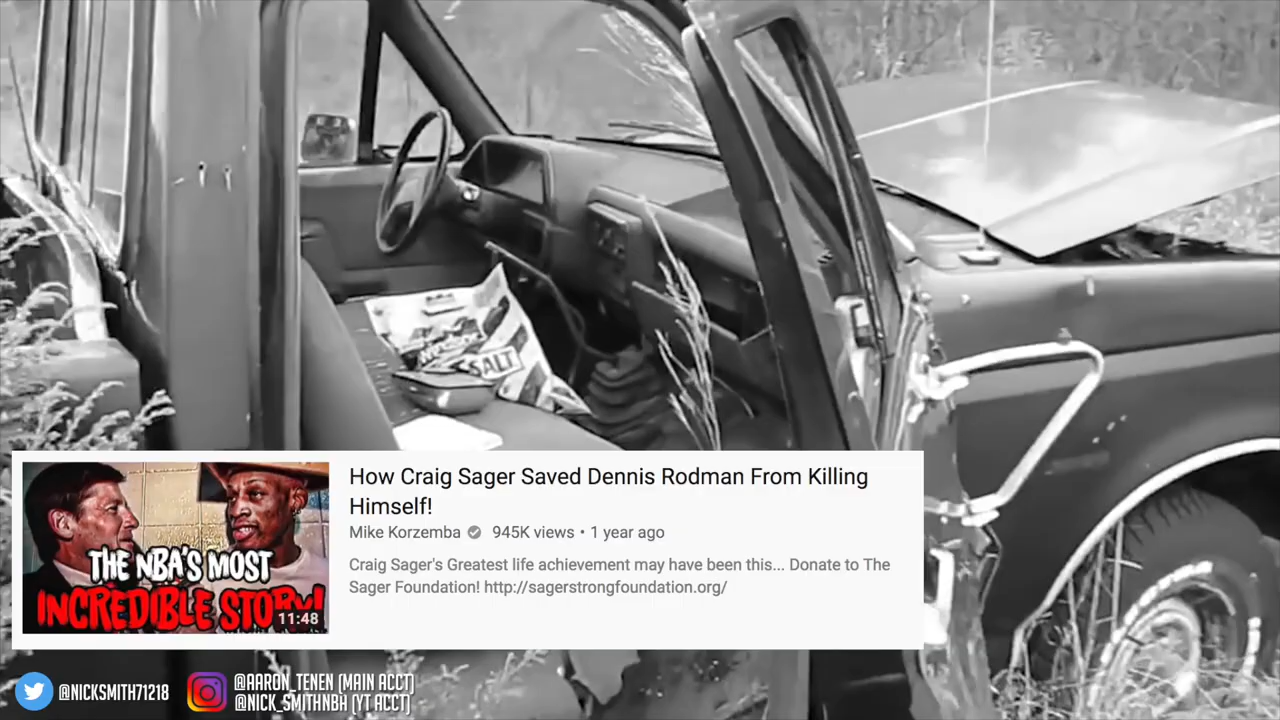 SALT
How Craig Sager Saved Dennis Rodman From Killing
Himself!
Mike Korzemba 945K views • 1 year ago
Craig Sager's Greatest life achievement may have been this... Donate to The
Sager Foundation! http://sagerstrongfoundation.org/
THE NBA'S MOST
INCREDIBLE STORY!
11:48
@NICKSMITH71218
@AARON_TENEN (MAIN ACCT)
@NICK_SMITHNBH (YT ACCT)